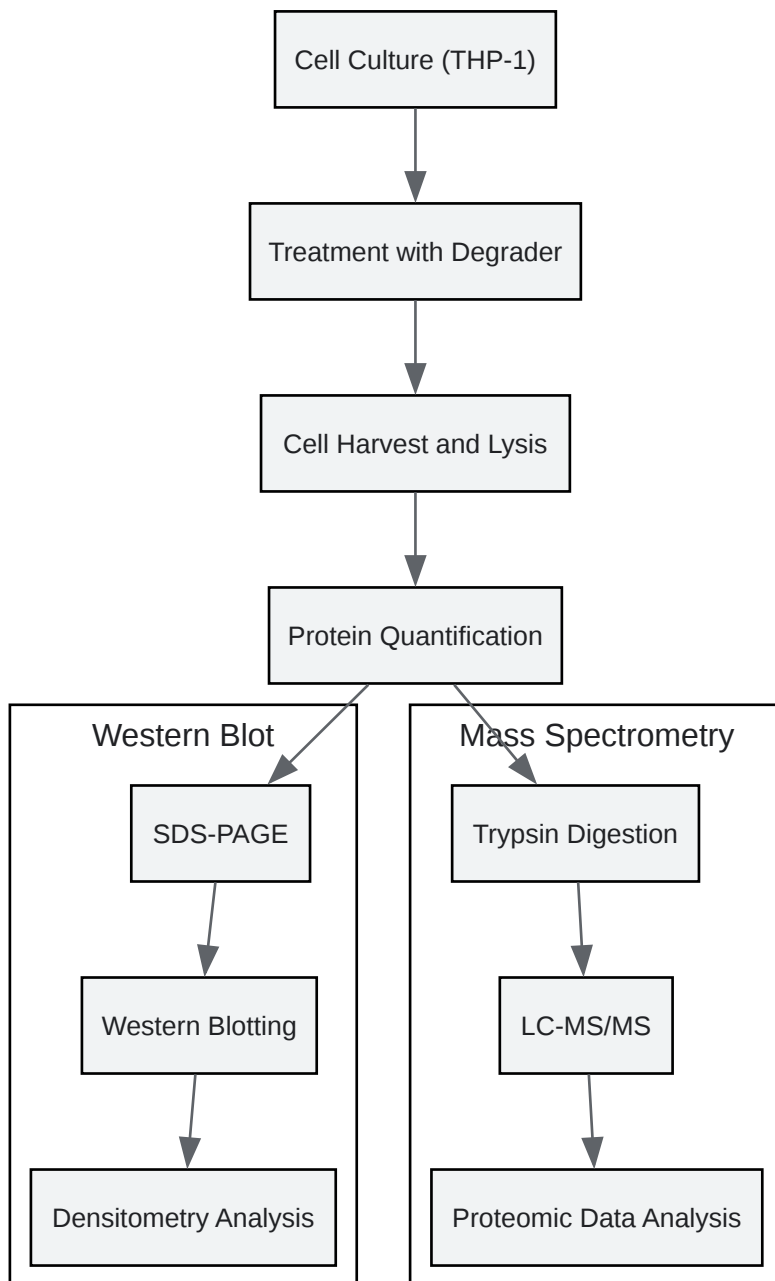 Cell Culture (THP-1)
Treatment with Degrader
Cell Harvest and Lysis
Protein Quantification
Western Blot
SDS-PAGE
Western Blotting
Densitometry Analysis
Mass Spectrometry
Trypsin Digestion
LC-MS/MS
Proteomic Data Analysis